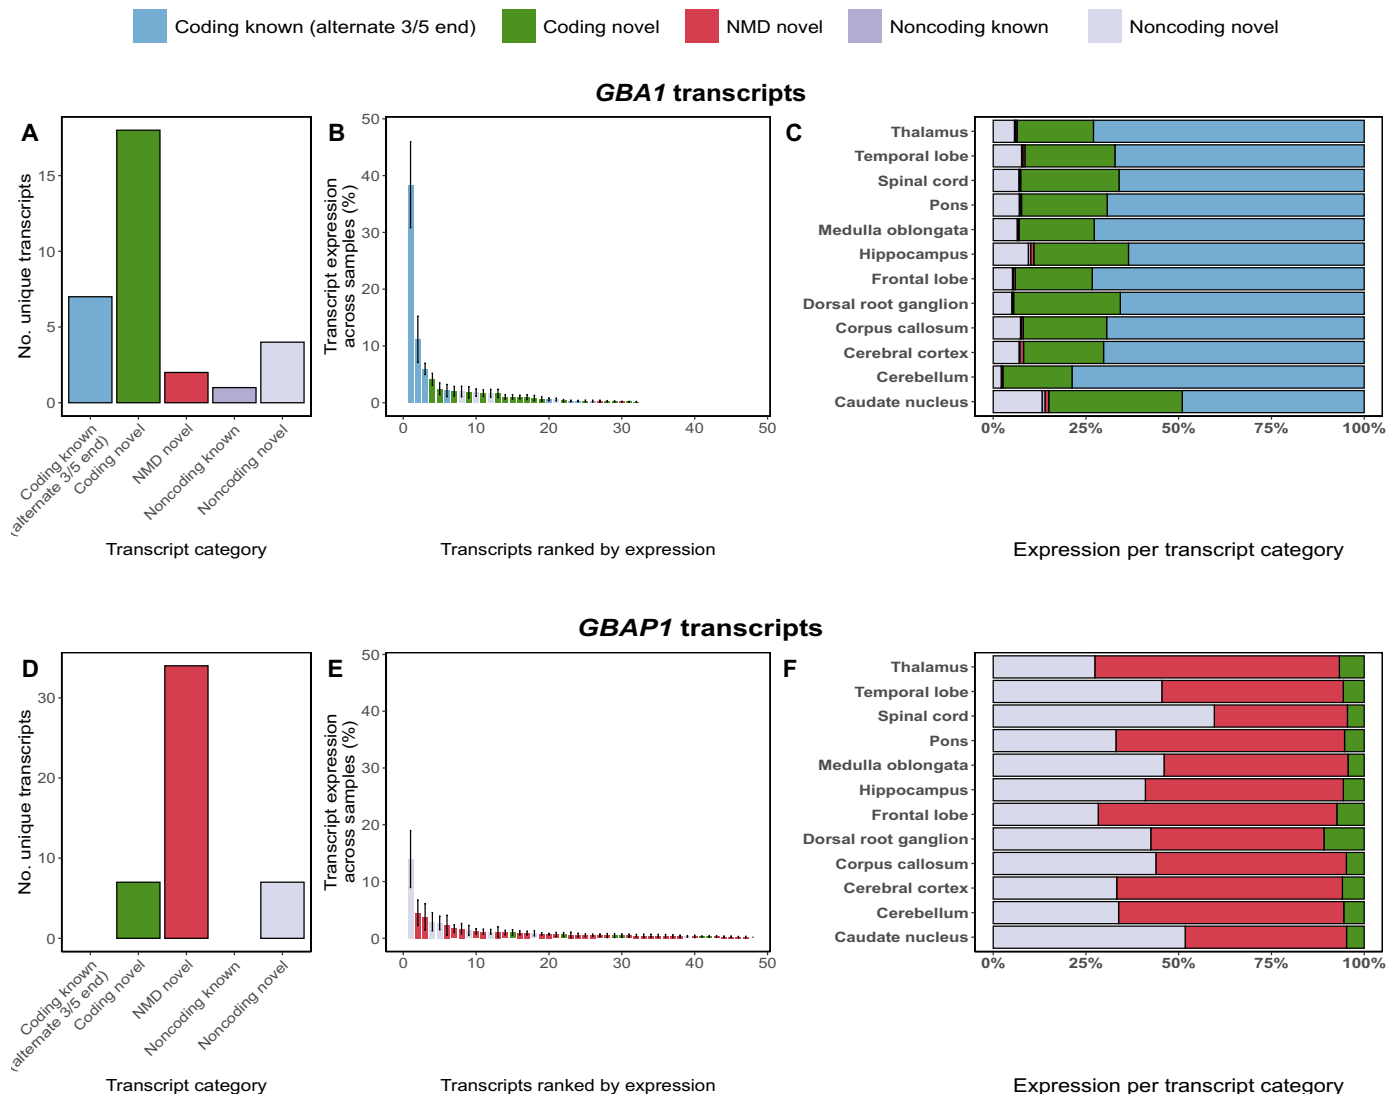 Coding known (alternate 3/5 end) Coding novel NMD novel Noncoding known Noncoding novel
GBA1 transcripts
A
No. unique transcripts
15
10
5
0
Coding known
(alternate 3/5 end)
Coding novel
NMD novel
Noncoding known
Noncoding novel
Transcript category
B
Transcript expression
across samples (%)
50
40
30
20
10
0
0 10 20 30 40 50
Transcripts ranked by expression
C
Thalamus
Temporal lobe
Spinal cord
Pons
Medulla oblongata
Hippocampus
Frontal lobe
Dorsal root ganglion
Corpus callosum
Cerebral cortex
Cerebellum
Caudate nucleus
0% 25% 50% 75% 100%
Expression per transcript category
GBAP1 transcripts
D
No. unique transcripts
30
20
10
0
Coding known
(alternate 3/5 end)
Coding novel
NMD novel
Noncoding known
Noncoding novel
Transcript category
E
Transcript expression
across samples (%)
50
40
30
20
10
0
0 10 20 30 40 50
Transcripts ranked by expression
F
Thalamus
Temporal lobe
Spinal cord
Pons
Medulla oblongata
Hippocampus
Frontal lobe
Dorsal root ganglion
Corpus callosum
Cerebral cortex
Cerebellum
Caudate nucleus
0% 25% 50% 75% 100%
Expression per transcript category